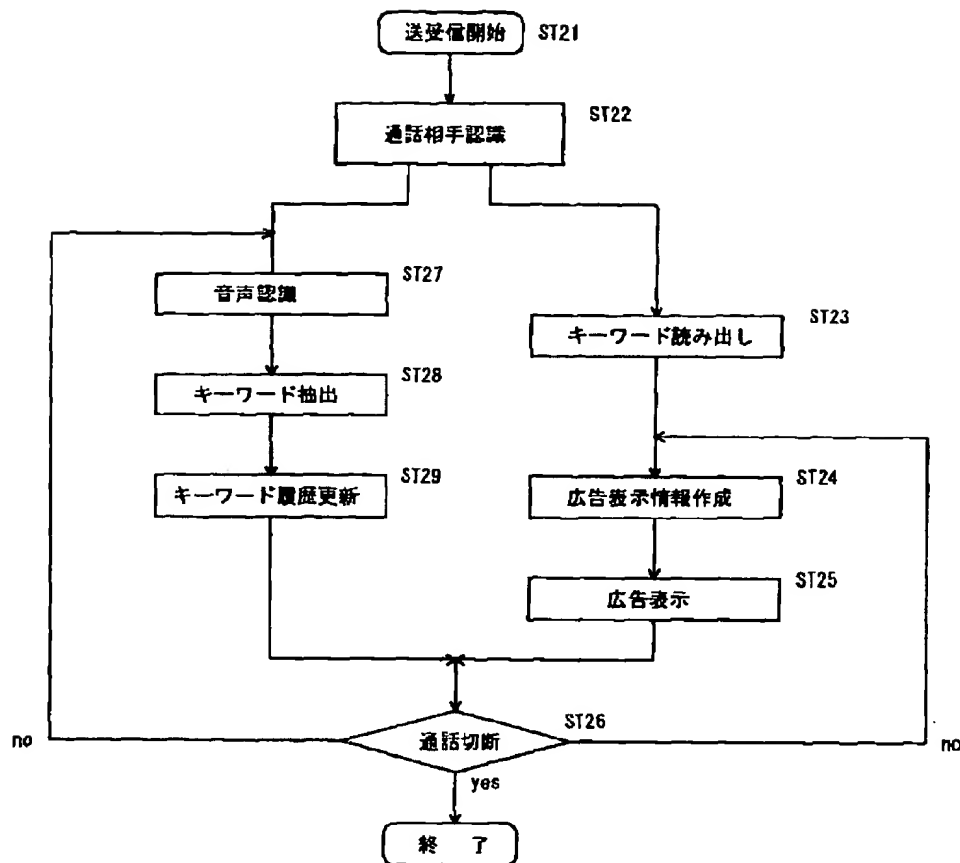 送受信開始 ST21
通話相手認識 ST22
音声認識 ST27
キーワード抽出 ST28
キーワード履歴更新 ST29
キーワード読み出し ST23
広告表示情報作成 ST24
広告表示 ST25
通話切断 ST26
no
no
yes
終 了